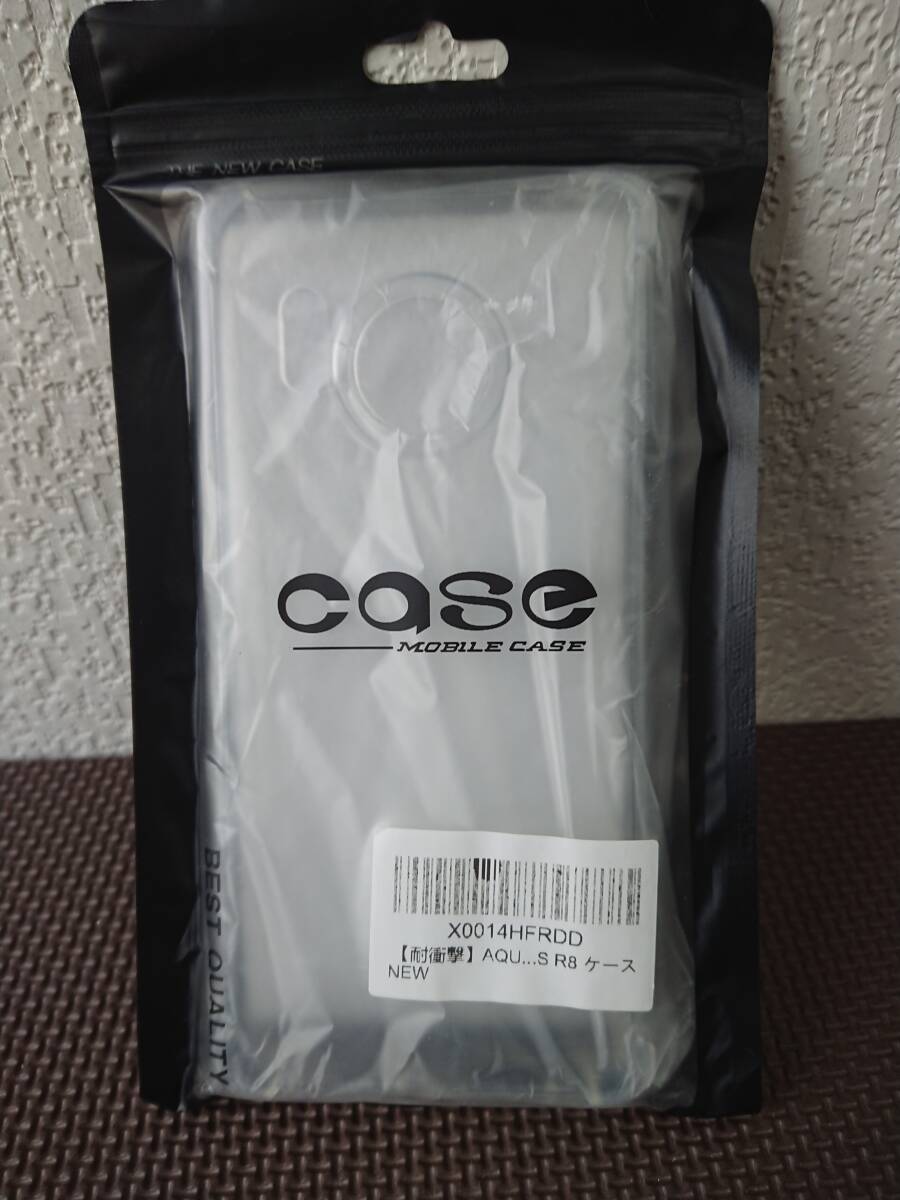 THE NEW CASE
case
MOBILE CASE
BEST QUALITY
X0014HFRDD
【耐衝撃】AQU...S R8 ケース
NEW